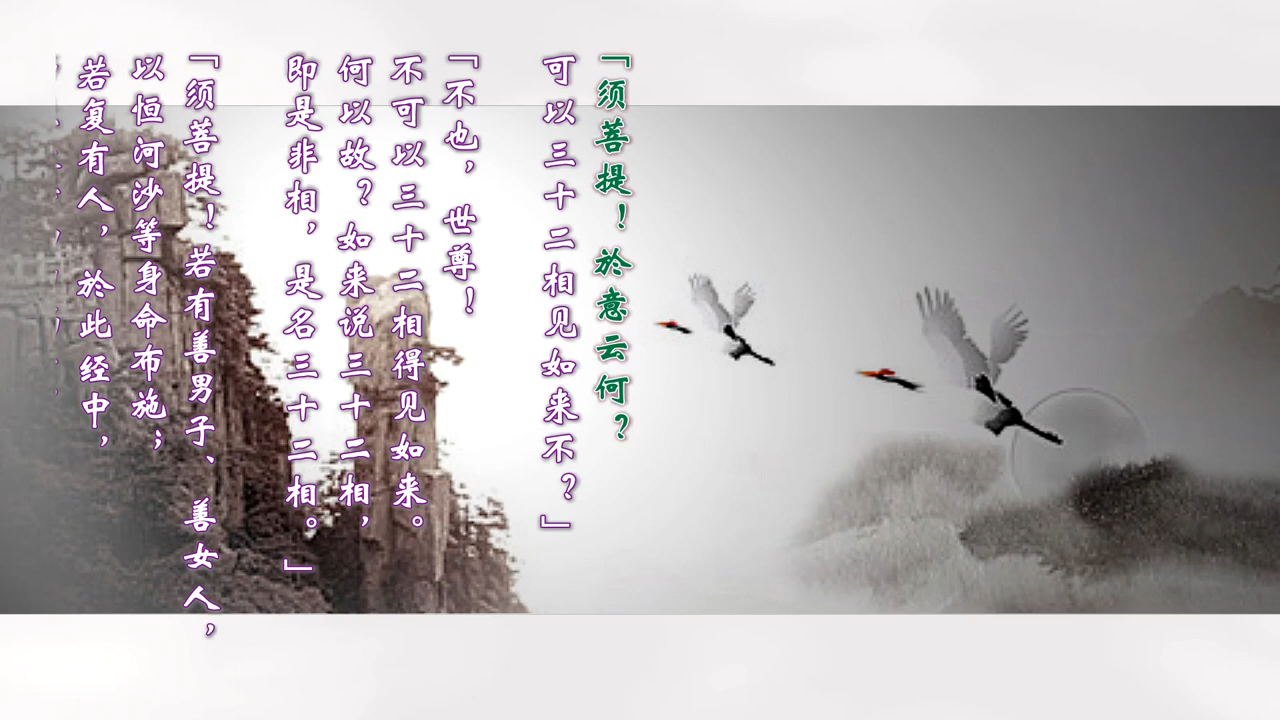 「须菩提！於意云何？
可以三十二相见如来不？」
「不也，世尊！
不可以三十二相得见如来。
何以故？如来说三十二相，
即是非相，是名三十二相。」
「须菩提！若有善男子、善女人，
以恒河沙等身命布施；
若复有人，於此经中，